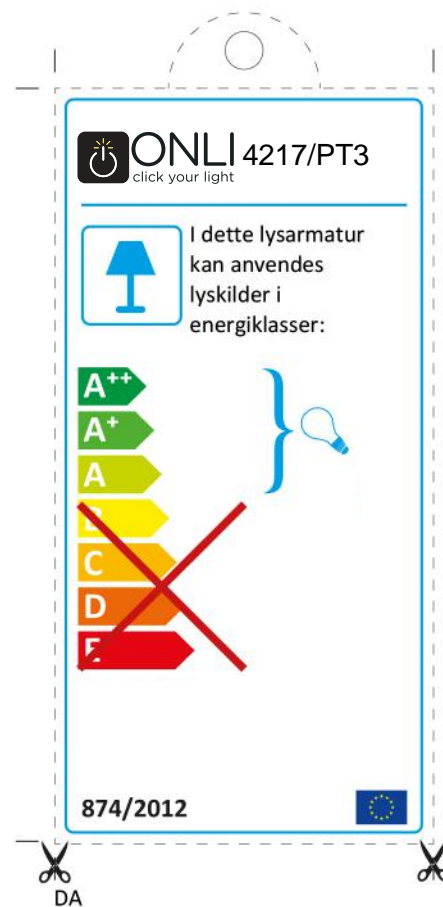 ONLI 4217/PT3
click your light
I dette lysarmatur
kan anvendes
lyskilder i
energiklasser:
A++
A+
A
B
C
D
E
874/2012
DA